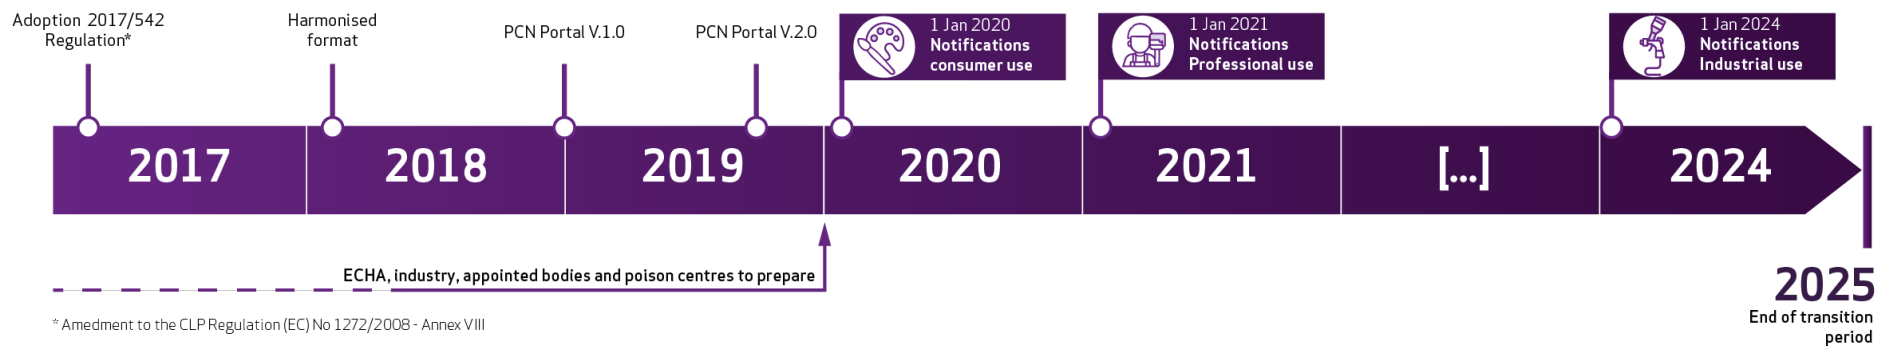 Adoption 2017/542
Regulation*
Harmonised
format
PCN Portal V.1.0
PCN Portal V.2.0
1 Jan 2020
Notifications
consumer use
1 Jan 2021
Notifications
Professional use
1 Jan 2024
Notifications
Industrial use
2017
2018
2019
2020
2021
[...]
2024
ECHA, industry, appointed bodies and poison centres to prepare
2025
End of transition
period
* Amedment to the CLP Regulation (EC) No 1272/2008 - Annex VIII